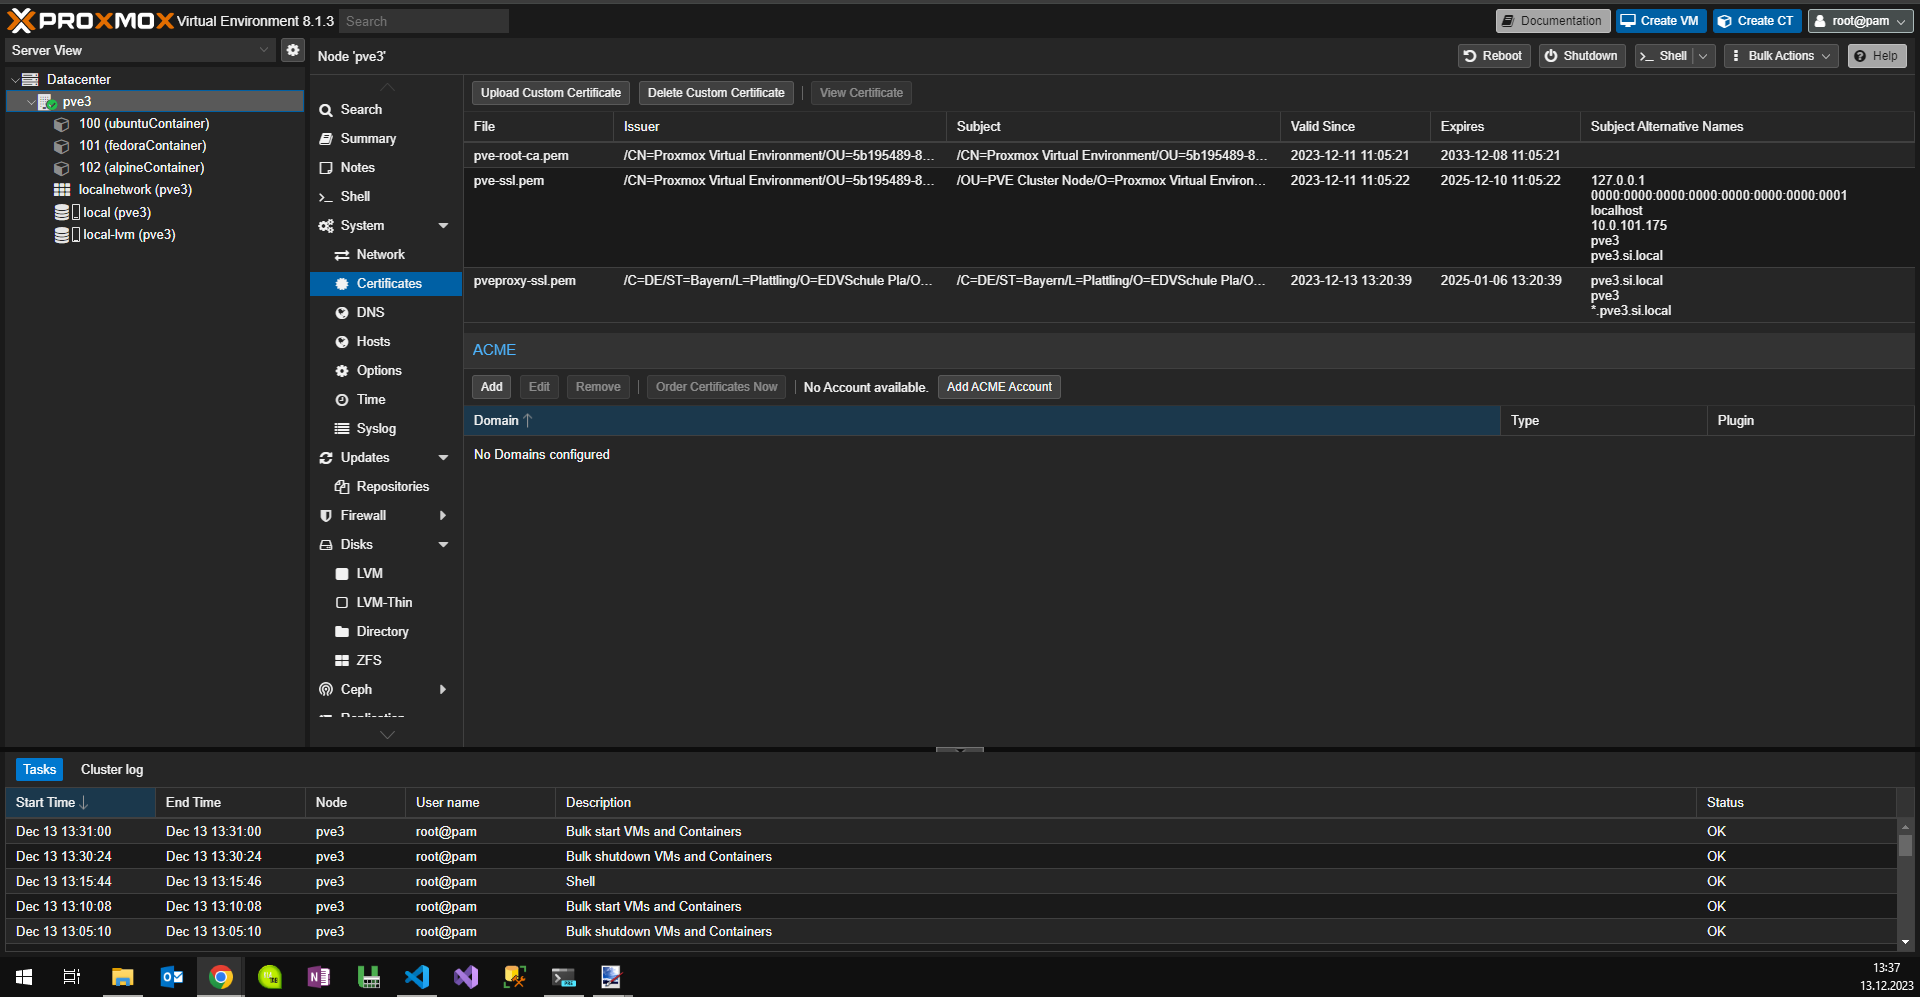 PROXMOX Virtual Environment 8.1.3 Search Documentation Create VM Create CT root@pam
Server View
Node 'pve3' Reboot Shutdown Shell Bulk Actions Help
Datacenter
pve3
100 (ubuntuContainer)
101 (fedoraContainer)
102 (alpineContainer)
localnetwork (pve3)
local (pve3)
local-lvm (pve3)
Search
Summary
Notes
Shell
System
Network
Certificates
DNS
Hosts
Options
Time
Syslog
Updates
Repositories
Firewall
Disks
LVM
LVM-Thin
Directory
ZFS
Ceph
Replication
Upload Custom Certificate Delete Custom Certificate View Certificate
File Issuer Subject Valid Since Expires Subject Alternative Names
pve-root-ca.pem /CN=Proxmox Virtual Environment/OU=5b195489-8... /CN=Proxmox Virtual Environment/OU=5b195489-8... 2023-12-11 11:05:21 2033-12-08 11:05:21
pve-ssl.pem /CN=Proxmox Virtual Environment/OU=5b195489-8... /OU=PVE Cluster Node/O=Proxmox Virtual Environ... 2023-12-11 11:05:22 2025-12-10 11:05:22 127.0.0.1
0000:0000:0000:0000:0000:0000:0000:0001
localhost
10.0.101.175
pve3
pve3.si.local
pveproxy-ssl.pem /C=DE/ST=Bayern/L=Plattling/O=EDVSchule Pla/O... /C=DE/ST=Bayern/L=Plattling/O=EDVSchule Pla/O... 2023-12-13 13:20:39 2025-01-06 13:20:39 pve3.si.local
pve3
*.pve3.si.local
ACME
Add Edit Remove Order Certificates Now No Account available. Add ACME Account
Domain Type Plugin
No Domains configured
Tasks Cluster log
Start Time End Time Node User name Description Status
Dec 13 13:31:00 Dec 13 13:31:00 pve3 root@pam Bulk start VMs and Containers OK
Dec 13 13:30:24 Dec 13 13:30:24 pve3 root@pam Bulk shutdown VMs and Containers OK
Dec 13 13:15:44 Dec 13 13:15:46 pve3 root@pam Shell OK
Dec 13 13:10:08 Dec 13 13:10:08 pve3 root@pam Bulk start VMs and Containers OK
Dec 13 13:05:10 Dec 13 13:05:10 pve3 root@pam Bulk shutdown VMs and Containers OK
13:37
13.12.2023